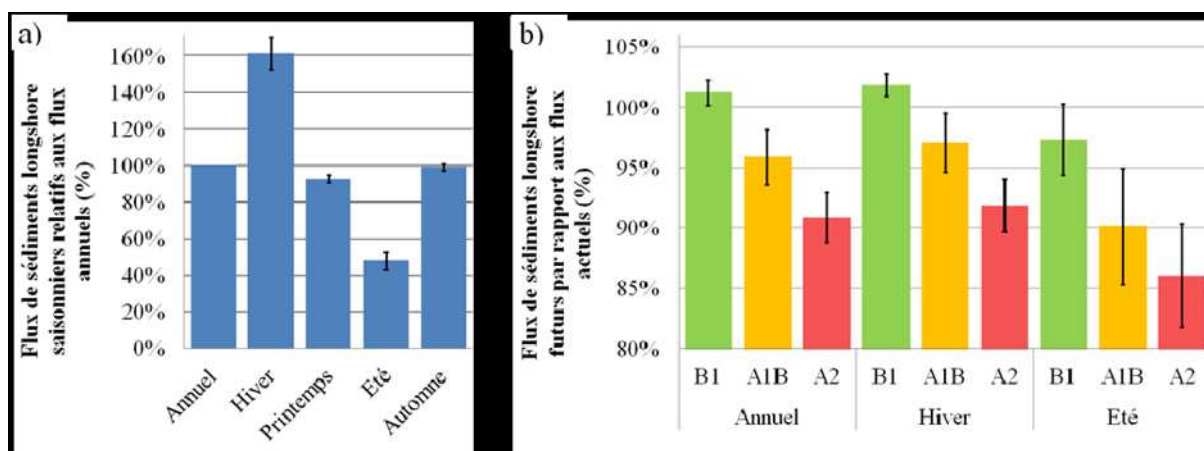 a)
Flux de sédiments longshore
saisonniers relatifs aux flux
annuels (%)
160%
140%
120%
100%
80%
60%
40%
20%
0%
Annuel
Hiver
Printemps
Eté
Automne
b)
Flux de sédiments longshore
futurs par rapport aux flux
actuels (%)
105%
100%
95%
90%
85%
80%
B1 A1B A2 B1 A1B A2 B1 A1B A2
Annuel Hiver Eté